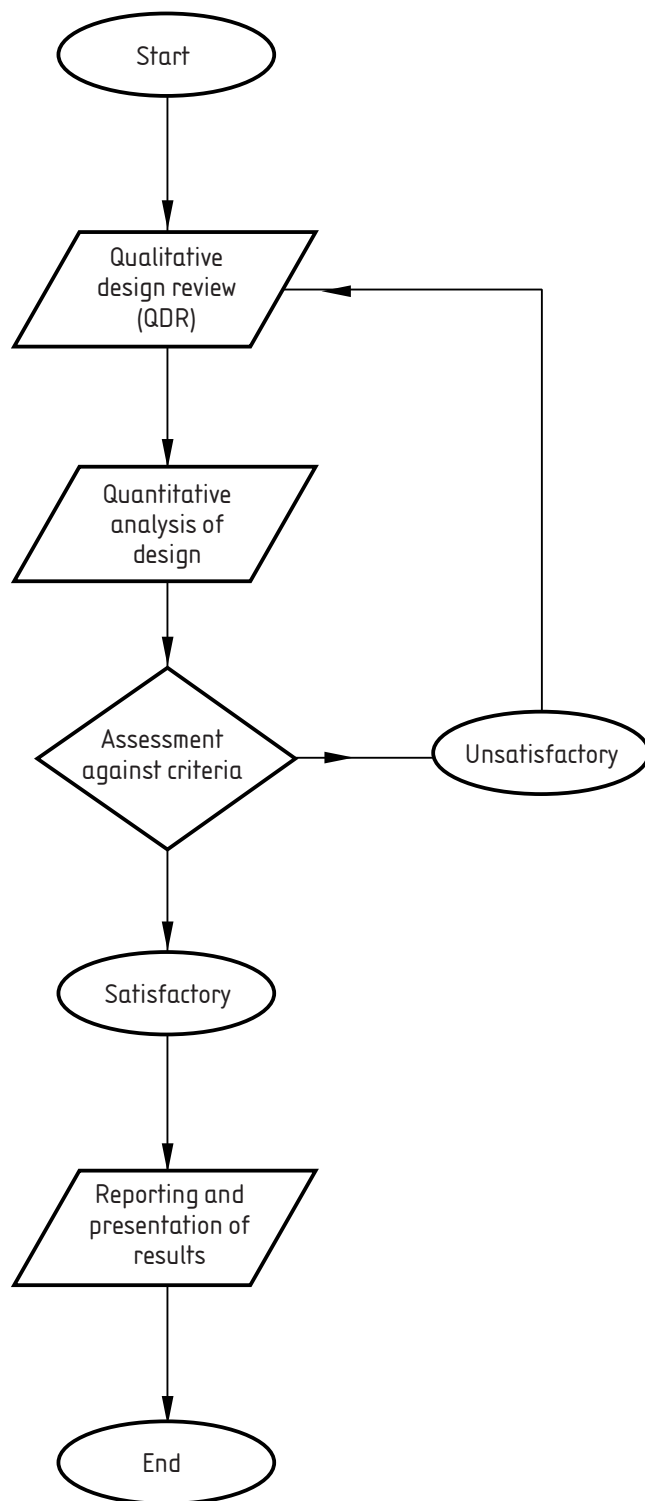 Start
Qualitative
design review
(QDR)
Quantitative
analysis of
design
Assessment
against criteria
Unsatisfactory
Satisfactory
Reporting and
presentation of
results
End